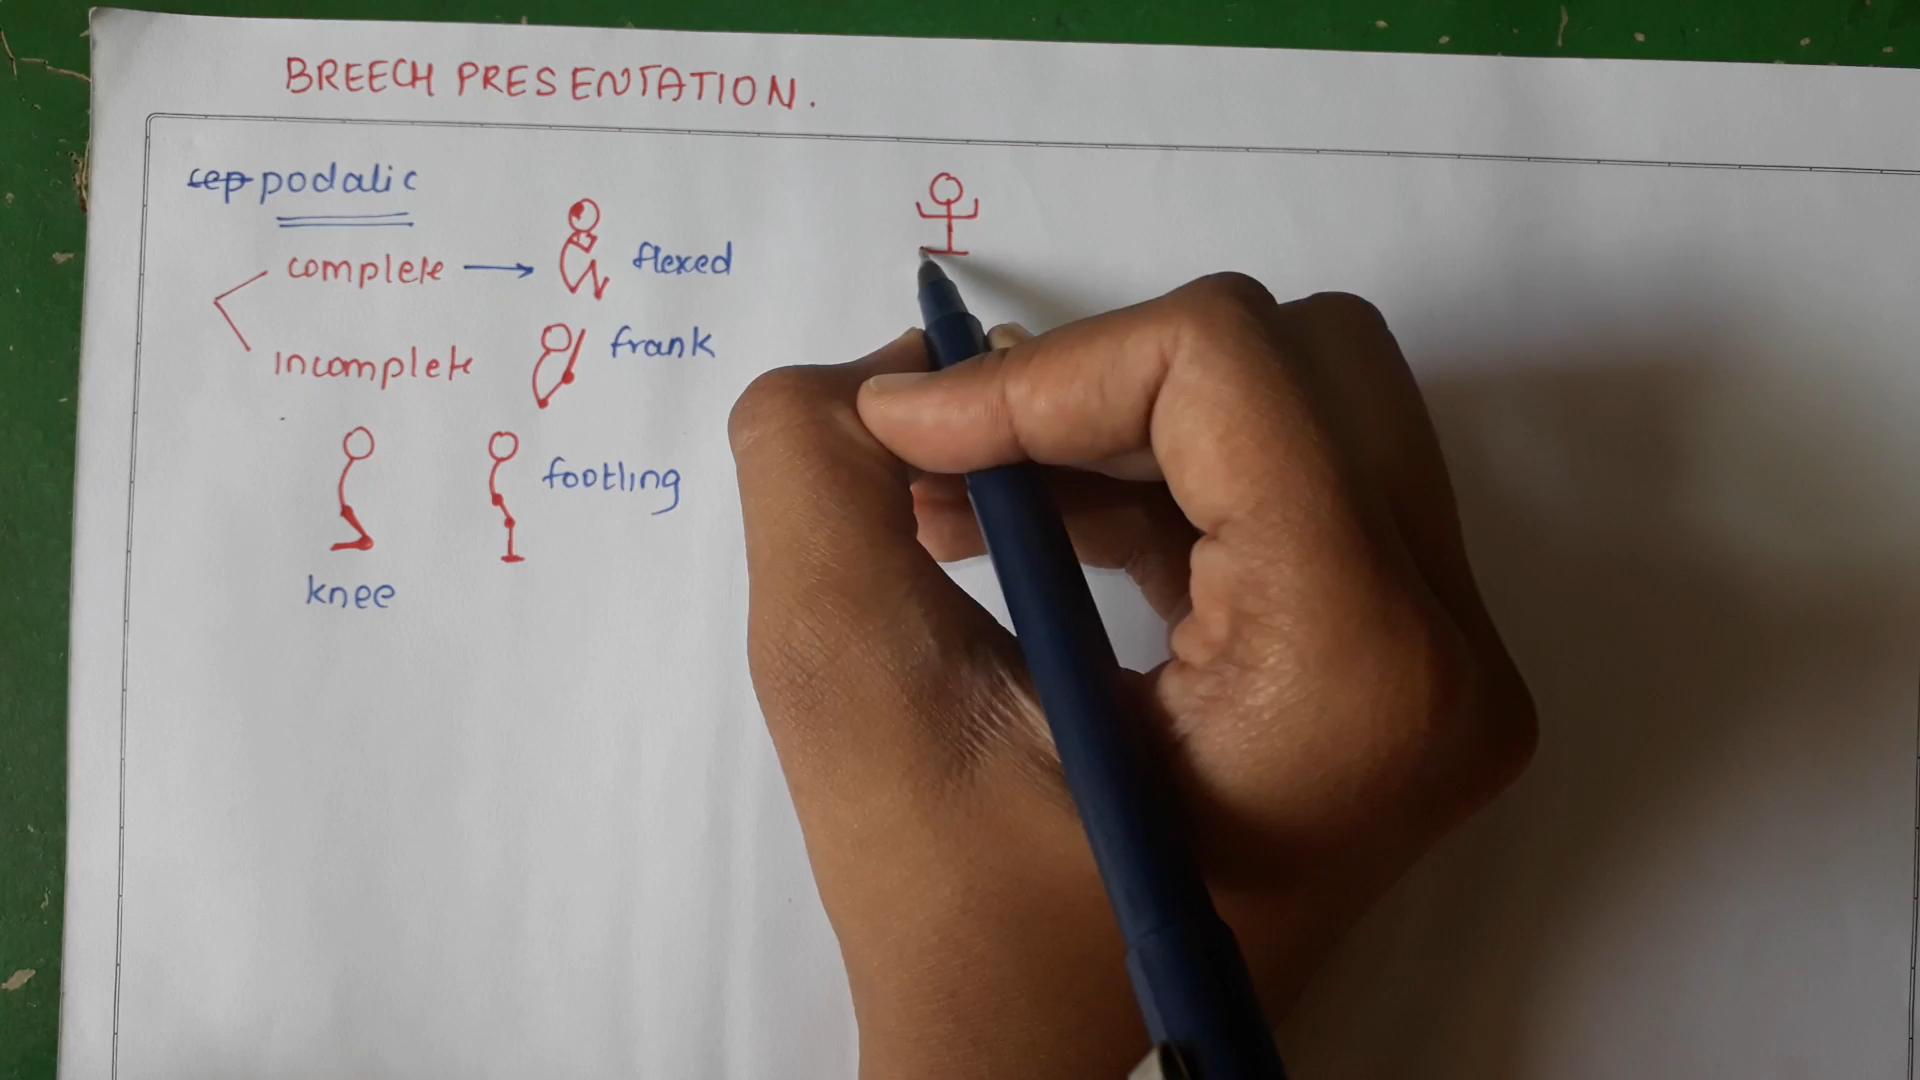 BREECH PRESENTATION.
cep podalic
complete → flexed
incomplete frank
footling
knee